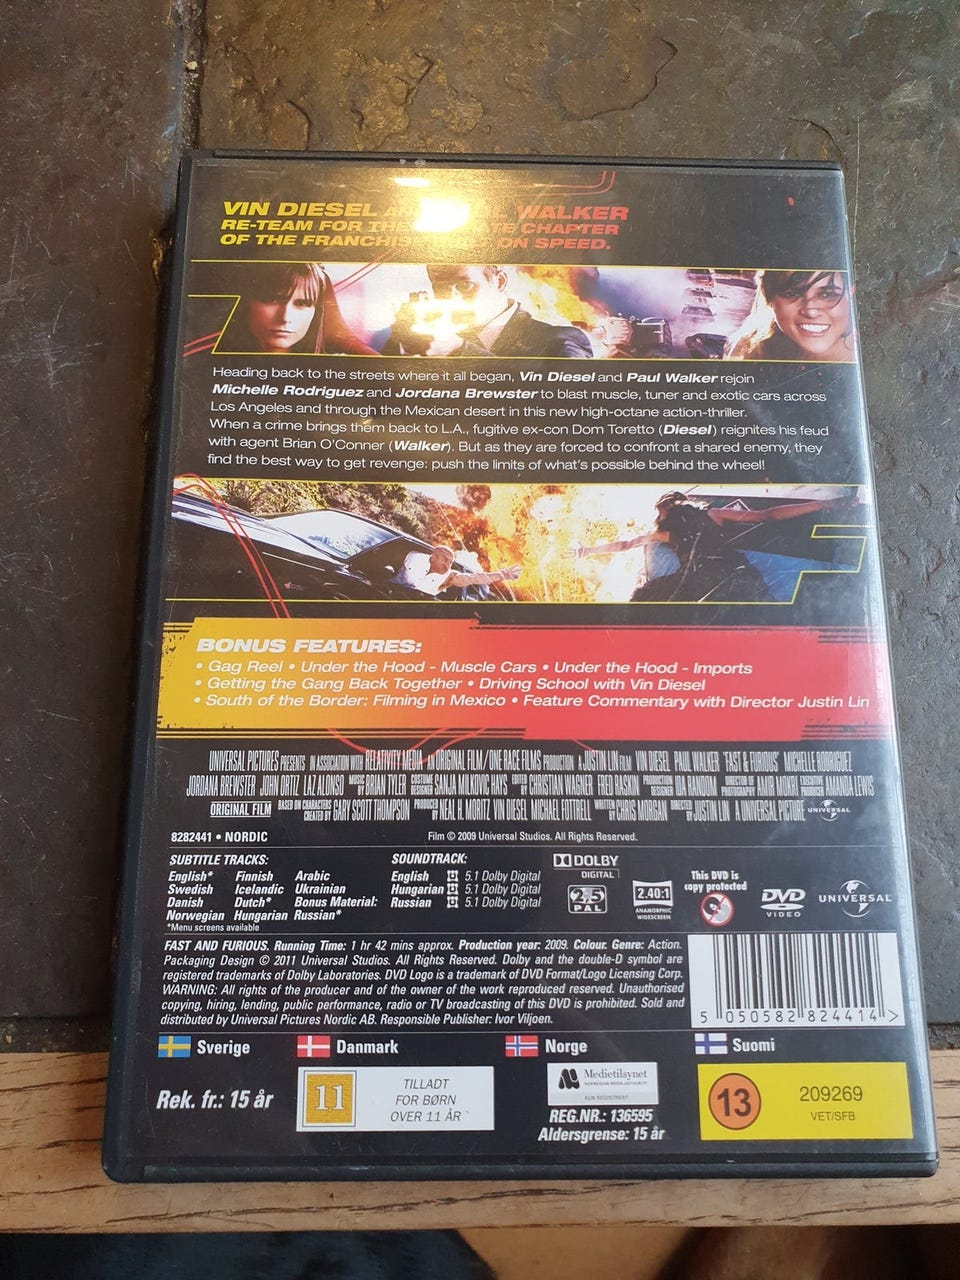 VIN DIESEL WALKER
RE-TEAM FOR CHAPTER
OF THE ON SPEED.
Heading back to the streets where it all began, Vin Diesel and Paul Walker rejoin
Michelle Rodriguez and Jordana Brewster to blast muscle, tuner and exotic cars across
Los Angeles and through the Mexican desert in this new high-octane action-thriller.
When a crime brings them back to L.A., fugitive ex-con Dom Toretto (Diesel) reignites his feud
with agent Brian O'Conner (Walker). But as they are forced to confront a shared enemy, they
find the best way to get revenge: push the limits of what's possible behind the wheel!
BONUS FEATURES:
• Gag Reel • Under the Hood - Muscle Cars • Under the Hood - Imports
• Getting the Gang Back Together • Driving School with Vin Diesel
• South of the Border: Filming in Mexico • Feature Commentary with Director Justin Lin
UNIVERSAL PICTURES PRESENTS IN ASSOCIATION WITH RELATIVITY MEDIA AN ORIGINAL FILM/ONE RACE FILMS PRODUCTION A JUSTIN LIN FILM VIN DIESEL PAUL WALKER "FAST & FURIOUS" MICHELLE RODRIGUEZ
JORDANA BREWSTER JOHN ORTIZ LAZ ALONSO MUSIC BY BRIAN TYLER COSTUME DESIGNER SANJA MILKOVIC HAYS EDITED BY CHRISTIAN WAGNER FRED RASKIN PRODUCTION DESIGNER IDA RANDOM DIRECTOR OF PHOTOGRAPHY AMIR MOKRI EXECUTIVE PRODUCER AMANDA LEWIS
ORIGINAL FILM BASED ON CHARACTERS CREATED BY GARY SCOTT THOMPSON PRODUCED BY NEAL H. MORITZ VIN DIESEL MICHAEL FOTTRELL WRITTEN BY CHRIS MORGAN DIRECTED BY JUSTIN LIN A UNIVERSAL PICTURE UNIVERSAL
8282441 • NORDIC
Film © 2009 Universal Studios. All Rights Reserved.
SUBTITLE TRACKS:
English* Finnish Arabic
Swedish Icelandic Ukrainian
Danish Dutch* Bonus Material:
Norwegian Hungarian Russian*
*Menu screens available
SOUNDTRACK:
English 5.1 Dolby Digital
Hungarian 5.1 Dolby Digital
Russian 5.1 Dolby Digital
DOLBY
DIGITAL
2 5
PAL
2.40:1
ANAMORPHIC
WIDESCREEN
This DVD is
copy protected
DVD
VIDEO
UNIVERSAL
FAST AND FURIOUS. Running Time: 1 hr 42 mins approx. Production year: 2009. Colour. Genre: Action.
Packaging Design © 2011 Universal Studios. All Rights Reserved. Dolby and the double-D symbol are
registered trademarks of Dolby Laboratories. DVD Logo is a trademark of DVD Format/Logo Licensing Corp.
WARNING: All rights of the producer and of the owner of the work reproduced reserved. Unauthorised
copying, hiring, lending, public performance, radio or TV broadcasting of this DVD is prohibited. Sold and
distributed by Universal Pictures Nordic AB. Responsible Publisher: Ivor Viljoen.
5 050582 824414 >
Sverige
Danmark
Norge
Suomi
Rek. fr.: 15 år
11
TILLADT
FOR BØRN
OVER 11 ÅR
Medietilsynet
NORWEGIAN MEDIA AUTHORITY
KUN REGISTRERT
REG.NR.: 136595
Aldersgrense: 15 år
13
209269
VET/SFB